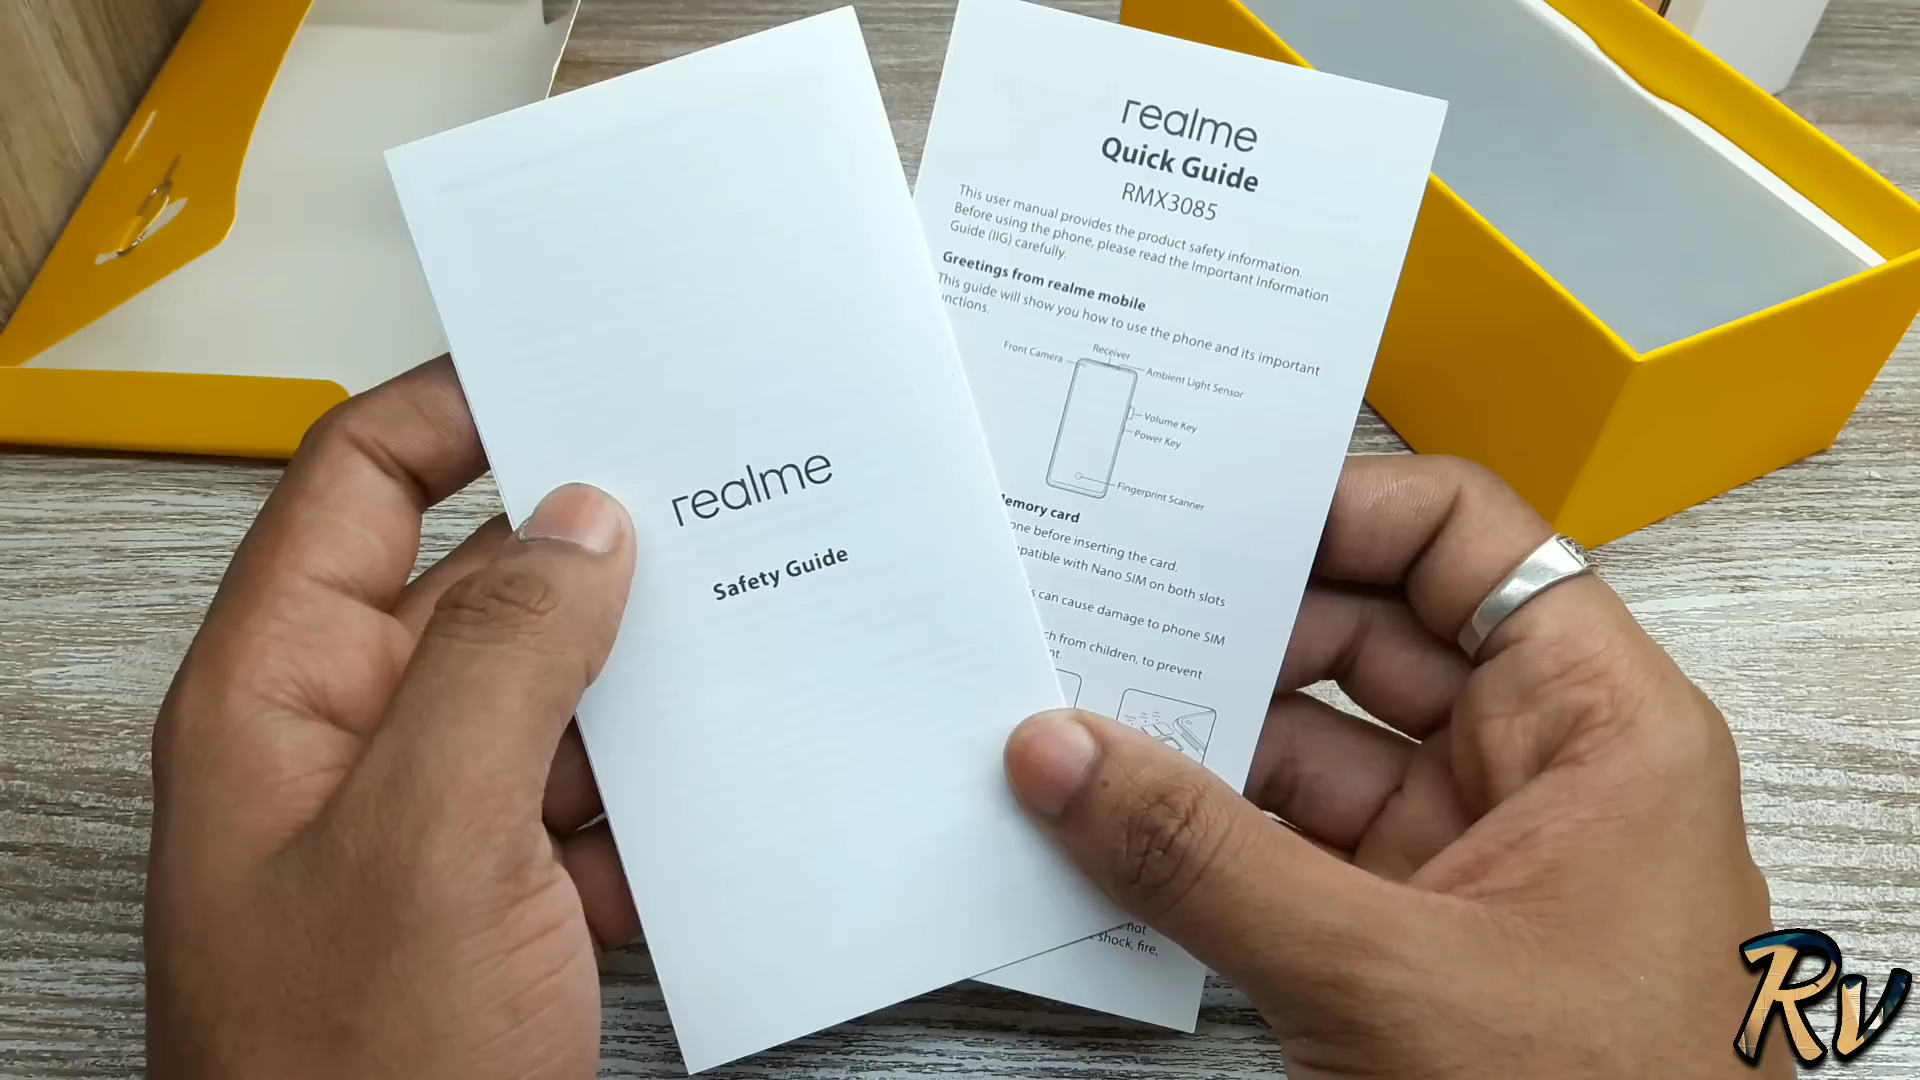 realme
Safety Guide
realme
Quick Guide
RMX3085
This user manual provides the product safety information.
Before using the phone, please read the Important Information
Guide (IIG) carefully.
Greetings from realme mobile
This guide will show you how to use the phone and its important
unctions.
Front Camera
Receiver
Ambient Light Sensor
Volume Key
Power Key
Fingerprint Scanner
emory card
one before inserting the card.
patible with Nano SIM on both slots
s can cause damage to phone SIM
ch from children, to prevent
nt.
not
shock, fire,
Rv